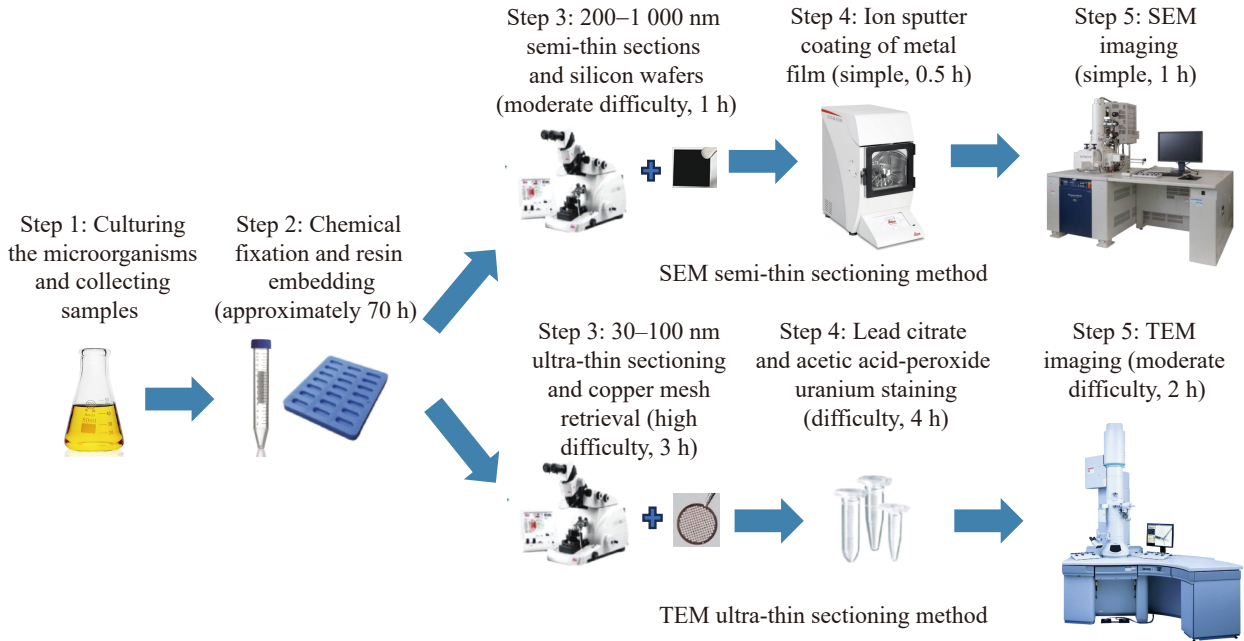 Step 1: Culturing
the microorganisms
and collecting
samples
Step 2: Chemical
fixation and resin
embedding
(approximately 70 h)
Step 3: 200–1 000 nm
semi-thin sections
and silicon wafers
(moderate difficulty, 1 h)
Step 4: Ion sputter
coating of metal
film (simple, 0.5 h)
Step 5: SEM
imaging
(simple, 1 h)
SEM semi-thin sectioning method
Step 3: 30–100 nm
ultra-thin sectioning
and copper mesh
retrieval (high
difficulty, 3 h)
Step 4: Lead citrate
and acetic acid-peroxide
uranium staining
(difficulty, 4 h)
Step 5: TEM
imaging (moderate
difficulty, 2 h)
TEM ultra-thin sectioning method